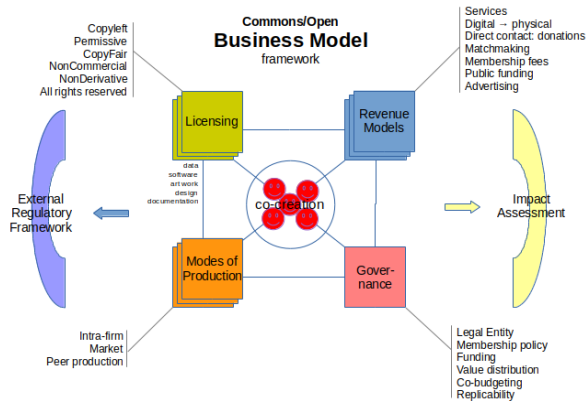 Commons/Open
Business Model
framework
Copyleft
Permissive
CopyFair
NonCommercial
NonDerivative
All rights reserved
Services
Digital → physical
Direct contact: donations
Matchmaking
Membership fees
Public funding
Advertising
Licensing
Revenue
Models
data
software
art work
design
documentation
co-creation
External
Regulatory
Framework
Impact
Assessment
Modes of
Production
Gover-
nance
Intra-firm
Market
Peer production
Legal Entity
Membership policy
Funding
Value distribution
Co-budgeting
Replicability